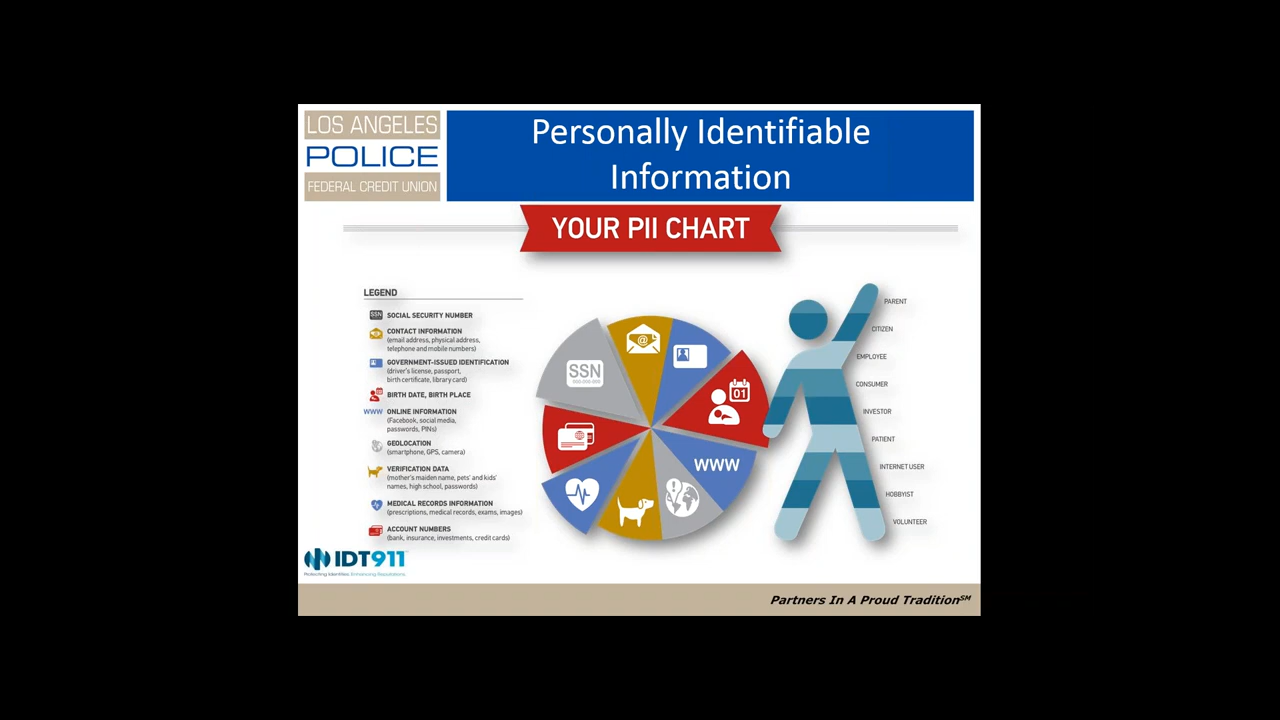 LOS ANGELES
POLICE
FEDERAL CREDIT UNION
Personally Identifiable
Information
YOUR PII CHART
LEGEND
SSN SOCIAL SECURITY NUMBER
CONTACT INFORMATION
(email address, physical address,
telephone and mobile numbers)
GOVERNMENT-ISSUED IDENTIFICATION
(driver's license, passport,
birth certificate, library card)
BIRTH DATE, BIRTH PLACE
WWW ONLINE INFORMATION
(Facebook, social media,
passwords, PINs)
GEOLOCATION
(smartphone, GPS, camera)
VERIFICATION DATA
(mother's maiden name, pets' and kids'
names, high school, passwords)
MEDICAL RECORDS INFORMATION
(prescriptions, medical records, exams, images)
ACCOUNT NUMBERS
(bank, insurance, investments, credit cards)
@
SSN
01
WWW
PARENT
CITIZEN
EMPLOYEE
CONSUMER
INVESTOR
PATIENT
INTERNET USER
HOBBYIST
VOLUNTEER
IDT911
Protecting Identities. Enhancing Reputations.
Partners In A Proud Tradition℠